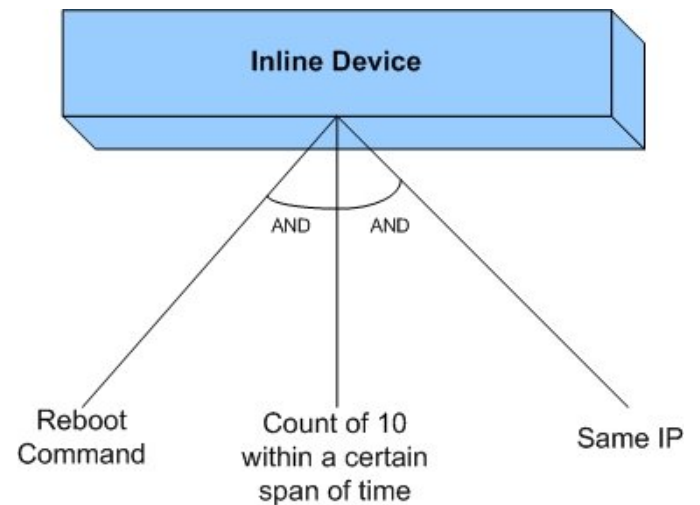 Inline Device
AND
AND
Reboot
Command
Count of 10
within a certain
span of time
Same IP